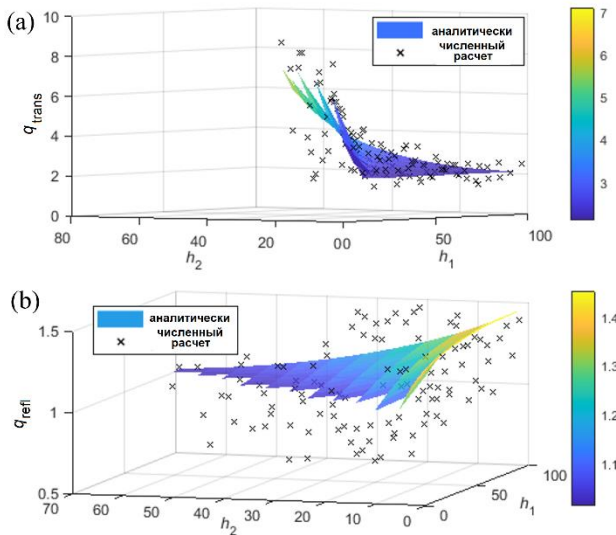 (a)
10
8
6
4
2
0
q_trans
80
60
40
20
0
0
50
100
h_2
h_1
аналитически
численный
расчет
7
6
5
4
3
(b)
1.5
1
0.5
q_refl
70
60
50
40
30
20
10
0
0
50
100
h_2
h_1
аналитически
численный
расчет
1.4
1.3
1.2
1.1